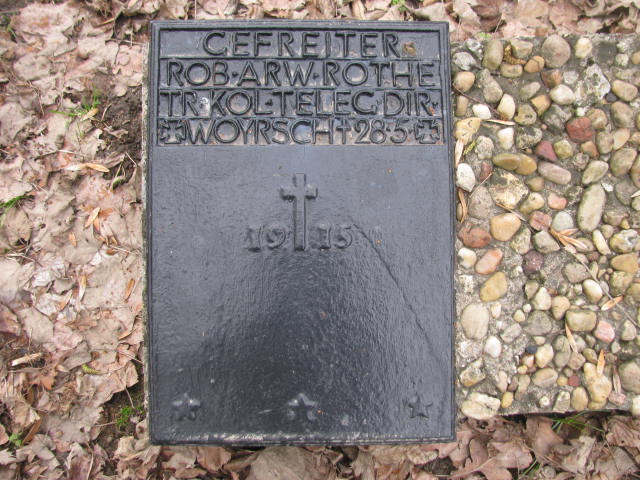 GEFREITER
ROB·ARW·ROTHE
TR·KOL·TELEG·DIR·
WOYRSCH † 28·5·
1915